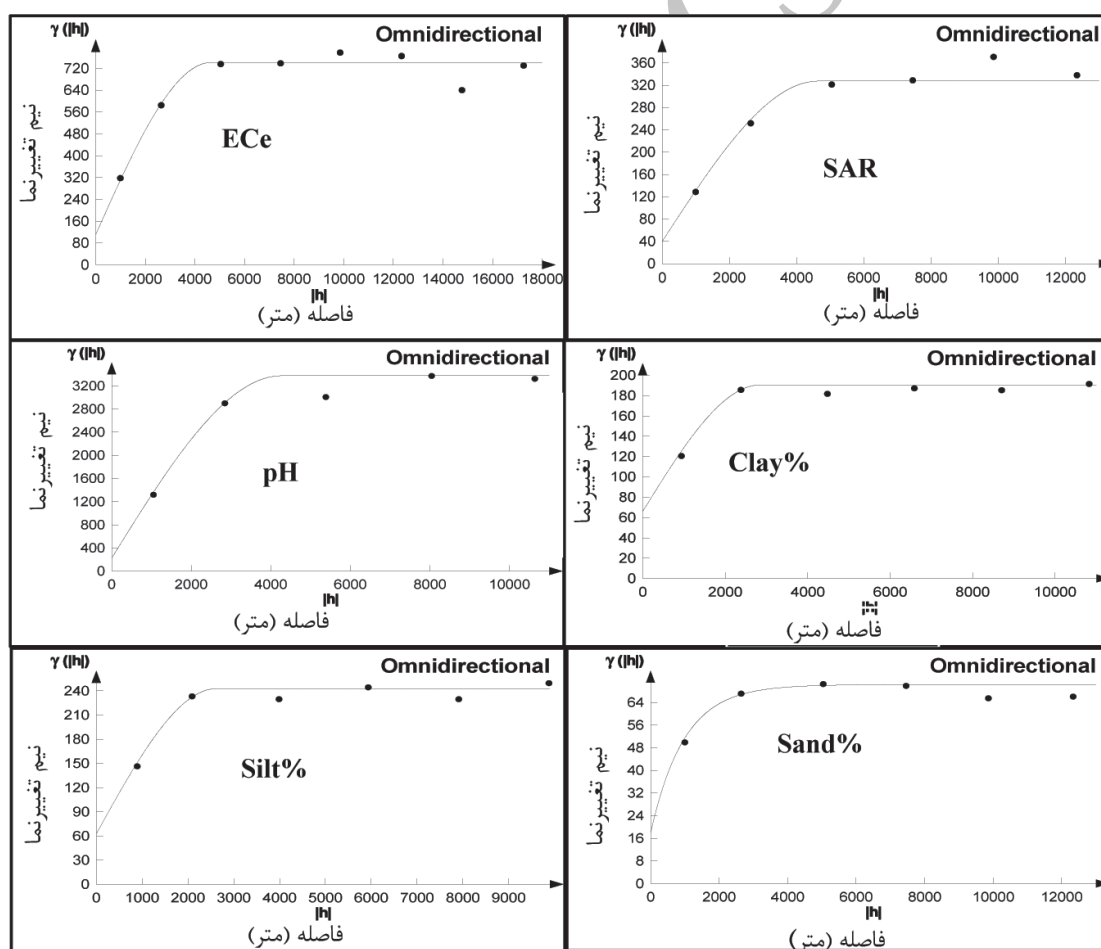 γ (|h|)
Omnidirectional
720
640
560
480
400
320
240
160
80
0
نیم تغییرنما
ECe
0 2000 4000 6000 8000 10000 12000 14000 16000 18000
|h|
فاصله (متر)
γ (|h|)
Omnidirectional
360
320
280
240
200
160
120
80
40
0
نیم تغییرنما
SAR
0 2000 4000 6000 8000 10000 12000
|h|
فاصله (متر)
γ (|h|)
Omnidirectional
3200
2800
2400
2000
1600
1200
800
400
0
نیم تغییرنما
pH
0 2000 4000 6000 8000 10000
|h|
فاصله (متر)
γ (|h|)
Omnidirectional
200
180
160
140
120
100
80
60
40
20
0
نیم تغییرنما
Clay%
0 2000 4000 6000 8000 10000
|h|
فاصله (متر)
γ (|h|)
Omnidirectional
240
210
180
150
120
90
60
30
0
نیم تغییرنما
Silt%
0 1000 2000 3000 4000 5000 6000 7000 8000 9000
|h|
فاصله (متر)
γ (|h|)
Omnidirectional
64
56
48
40
32
24
16
8
0
نیم تغییرنما
Sand%
0 2000 4000 6000 8000 10000 12000
|h|
فاصله (متر)